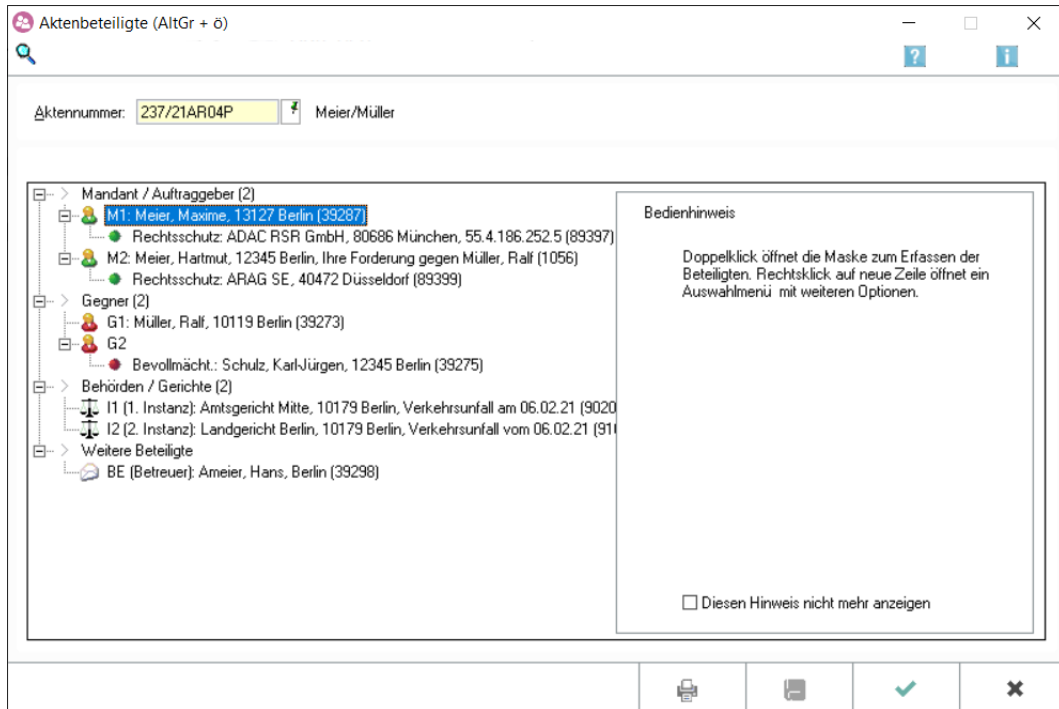 Aktenbeteiligte (AltGr + ö)
Aktennummer: 237/21AR04P Meier/Müller
Mandant / Auftraggeber (2)
M1: Meier, Maxime, 13127 Berlin (39287)
Rechtsschutz: ADAC RSR GmbH, 80686 München, 55.4.186.252.5 (89397)
M2: Meier, Hartmut, 12345 Berlin, Ihre Forderung gegen Müller, Ralf (1056)
Rechtsschutz: ARAG SE, 40472 Düsseldorf (89399)
Gegner (2)
G1: Müller, Ralf, 10119 Berlin (39273)
G2
Bevollmächt.: Schulz, Karl-Jürgen, 12345 Berlin (39275)
Behörden / Gerichte (2)
I1 (1. Instanz): Amtsgericht Mitte, 10179 Berlin, Verkehrsunfall am 06.02.21 (9020
I2 (2. Instanz): Landgericht Berlin, 10179 Berlin, Verkehrsunfall vom 06.02.21 (910
Weitere Beteiligte
BE (Betreuer): Ameier, Hans, Berlin (39298)
Bedienhinweis
Doppelklick öffnet die Maske zum Erfassen der
Beteiligten. Rechtsklick auf neue Zeile öffnet ein
Auswahlmenü mit weiteren Optionen.
Diesen Hinweis nicht mehr anzeigen